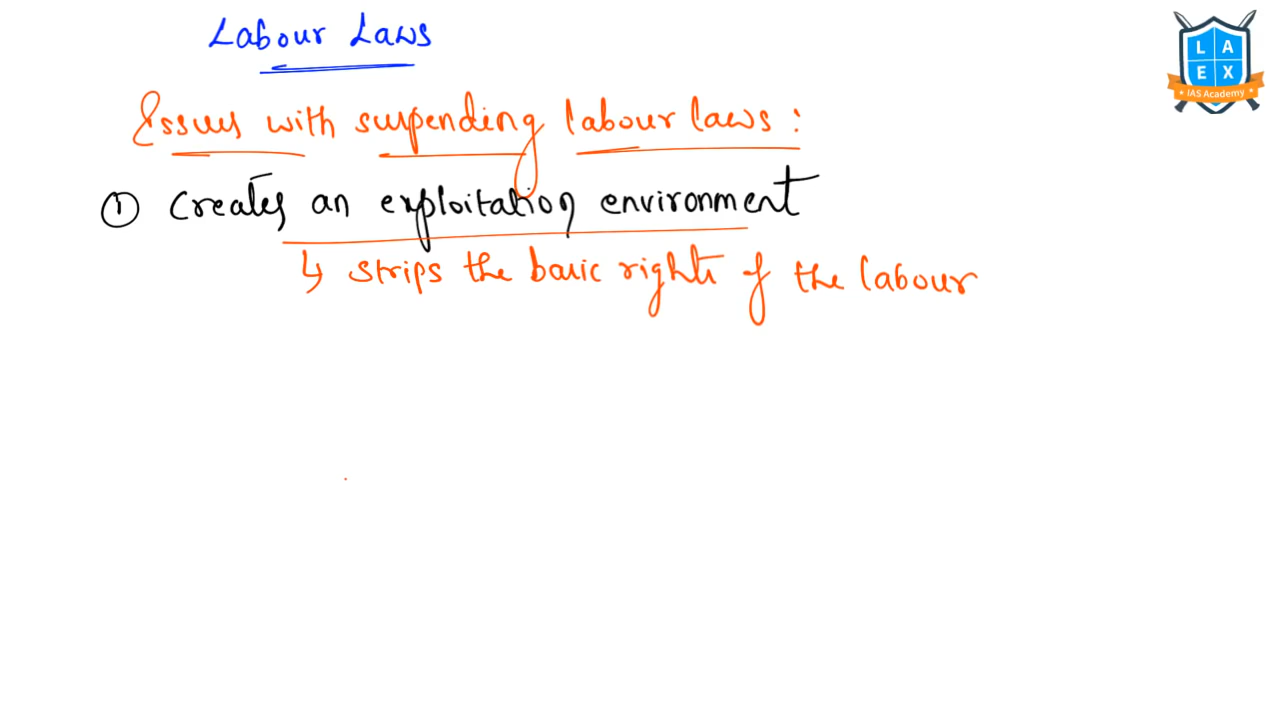 Labour Laws
Issues with suspending labour laws :
① Creates an exploitation environment
↳ strips the basic rights of the labour
L A
E X
IAS Academy